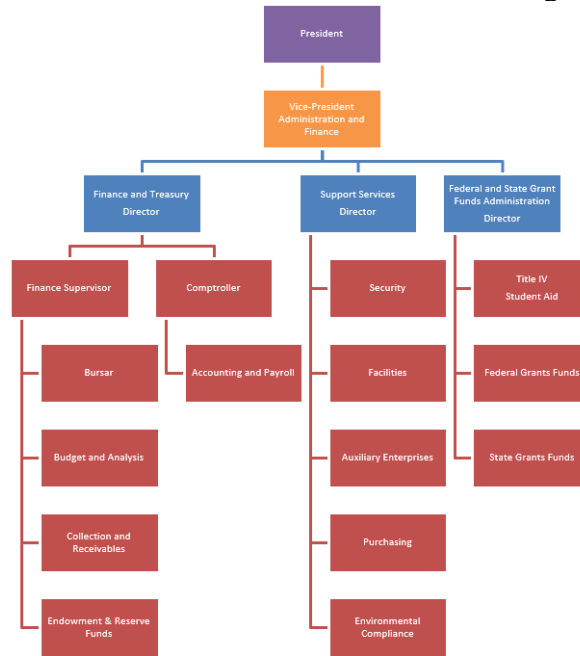 President
Vice-President
Administration and
Finance
Finance and Treasury
Director
Support Services
Director
Federal and State Grant
Funds Administration
Director
Finance Supervisor
Comptroller
Security
Title IV
Student Aid
Bursar
Accounting and Payroll
Facilities
Federal Grants Funds
Budget and Analysis
Auxiliary Enterprises
State Grants Funds
Collection and
Receivables
Purchasing
Endowment & Reserve
Funds
Environmental
Compliance